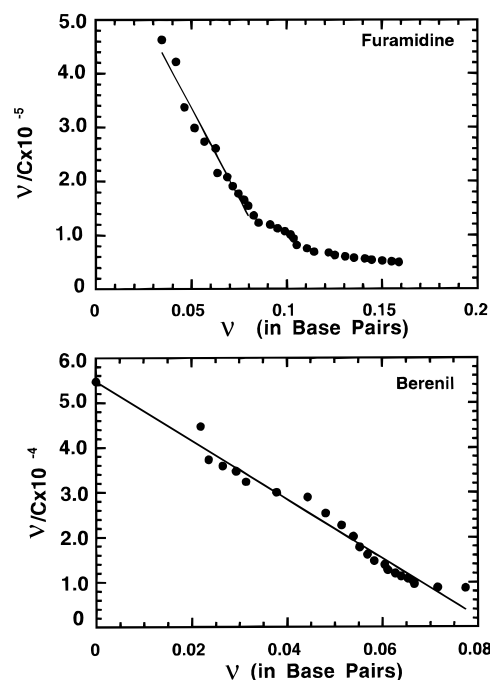 5.0
Furamidine
4.0
3.0
2.0
1.0
0
ν/Cx10 -5
0 0.05 0.1 0.15 0.2
ν (in Base Pairs)
6.0
Berenil
5.0
4.0
3.0
2.0
1.0
0
ν/Cx10 -4
0 0.02 0.04 0.06 0.08
ν (in Base Pairs)